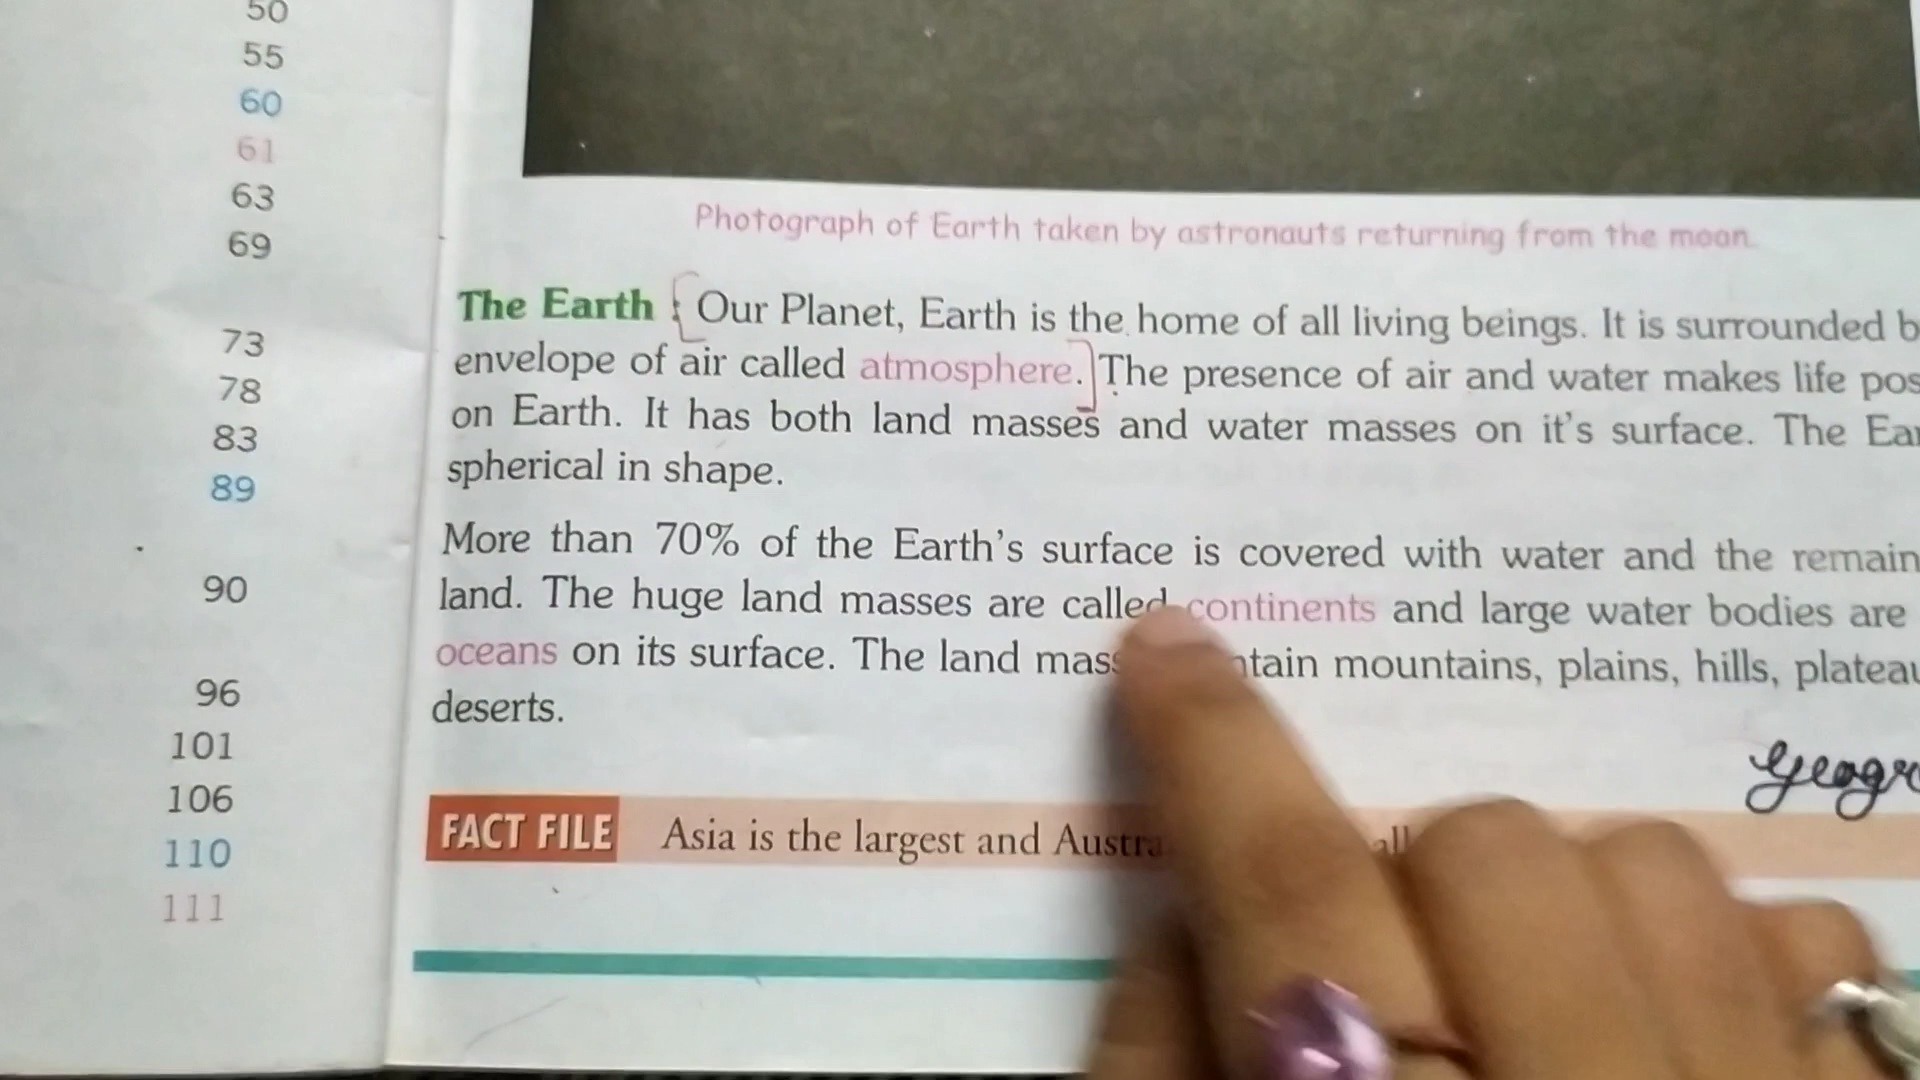 50
55
60
61
63
69
73
78
83
89
90
96
101
106
110
111
Photograph of Earth taken by astronauts returning from the moon.
The Earth : Our Planet, Earth is the home of all living beings. It is surrounded b
envelope of air called atmosphere. The presence of air and water makes life pos
on Earth. It has both land masses and water masses on it's surface. The Ear
spherical in shape.
More than 70% of the Earth's surface is covered with water and the remain
land. The huge land masses are called continents and large water bodies are
oceans on its surface. The land mass ntain mountains, plains, hills, plateau
deserts.
Geogr
FACT FILE Asia is the largest and Austra all